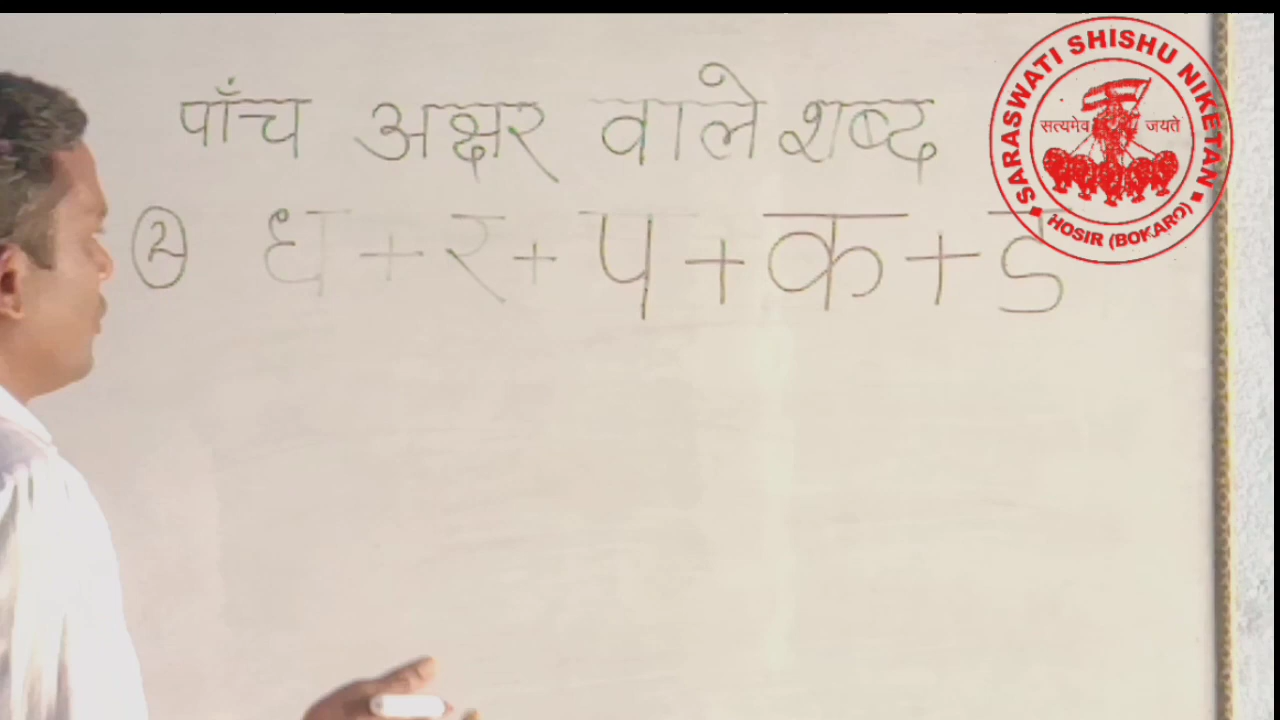 पाँच अक्षर वाले शब्द
② ध + र + प + क + ड
SARASWATI SHISHU NIKETAN
सत्यमेव जयते
HOSIR (BOKARO)